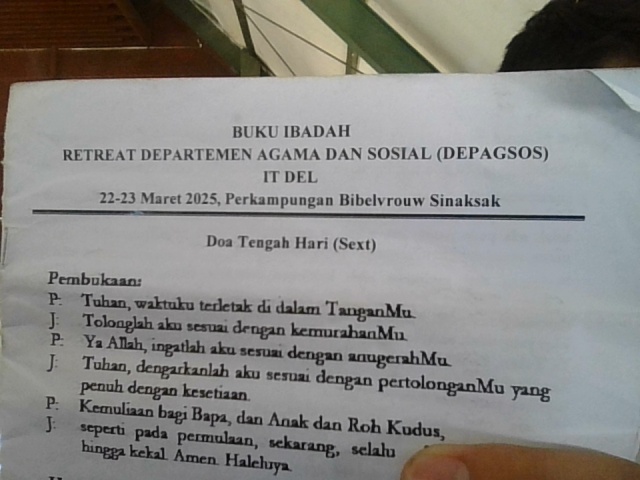 BUKU IBADAH
RETREAT DEPARTEMEN AGAMA DAN SOSIAL (DEPAGSOS)
IT DEL
22-23 Maret 2025, Perkampungan Bibelvrouw Sinaksak
Doa Tengah Hari (Sext)
Pembukaan:
P: Tuhan, waktuku terletak di dalam TanganMu.
J: Tolonglah aku sesuai dengan kemurahanMu.
P: Ya Allah, ingatlah aku sesuai dengan anugerahMu.
J: Tuhan, dengarkanlah aku sesuai dengan pertolonganMu yang
penuh dengan kesetiaan.
P: Kemuliaan bagi Bapa, dan Anak dan Roh Kudus,
J: seperti pada permulaan, sekarang, selalu
hingga kekal. Amen. Haleluya.